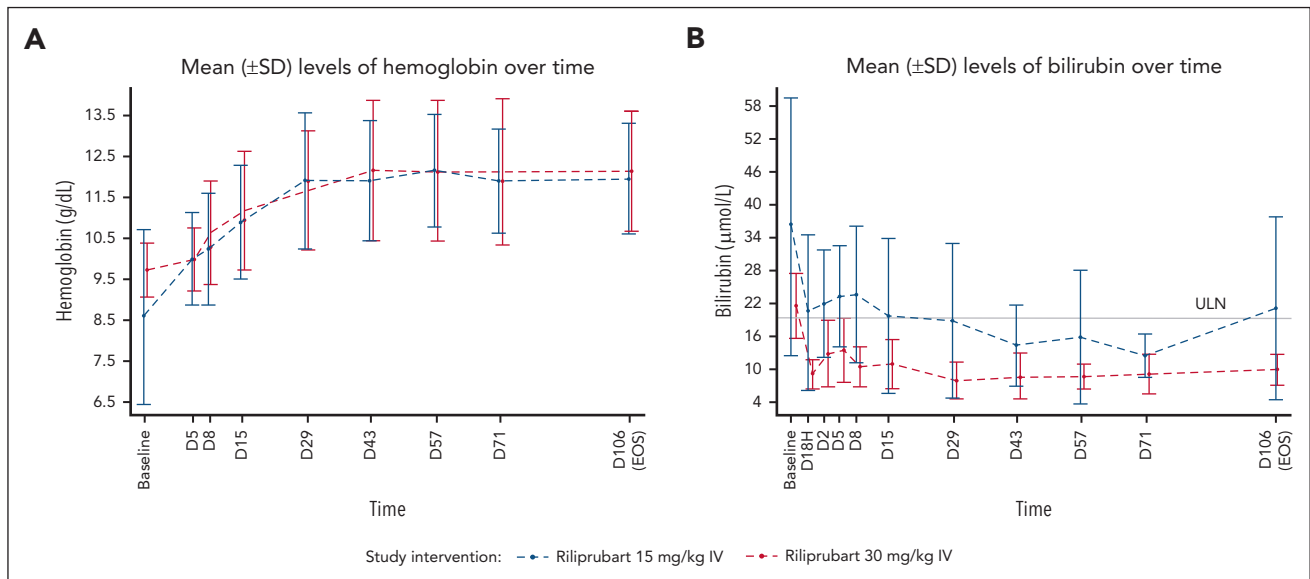 A
Mean (±SD) levels of hemoglobin over time
Hemoglobin (g/dL)
13.5
12.5
11.5
10.5
9.5
8.5
7.5
6.5
Baseline
D5
D8
D15
D29
D43
D57
D71
D106
(EOS)
Time
B
Mean (±SD) levels of bilirubin over time
Bilirubin (μmol/L)
58
52
46
40
34
28
22
16
10
4
ULN
Baseline
D18H
D2
D5
D8
D15
D29
D43
D57
D71
D106
(EOS)
Time
Study intervention: Riliprubart 15 mg/kg IV Riliprubart 30 mg/kg IV